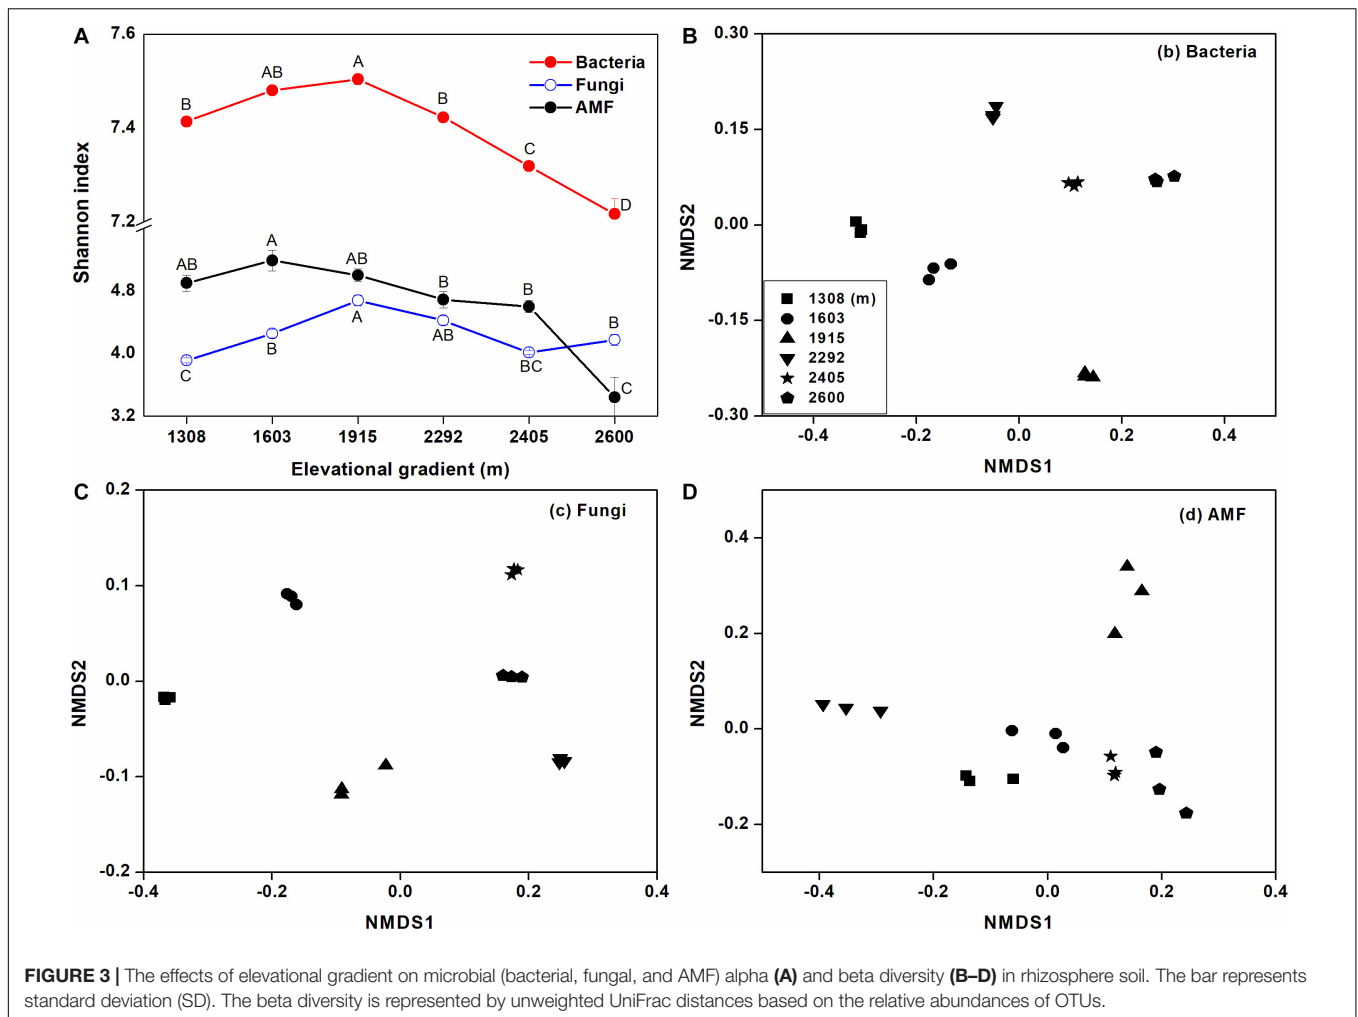 A
7.6
7.4
7.2
4.8
4.0
3.2
Shannon index
B
AB
A
B
C
D
AB
A
AB
B
B
C
C
B
A
AB
BC
B
Bacteria
Fungi
AMF
1308 1603 1915 2292 2405 2600
Elevational gradient (m)
B
(b) Bacteria
0.30
0.15
0.00
-0.15
-0.30
NMDS2
1308 (m)
1603
1915
2292
2405
2600
-0.4 -0.2 0.0 0.2 0.4
NMDS1
C
(c) Fungi
0.2
0.1
0.0
-0.1
-0.2
NMDS2
-0.4 -0.2 0.0 0.2 0.4
NMDS1
D
(d) AMF
0.4
0.2
0.0
-0.2
NMDS2
-0.4 -0.2 0.0 0.2 0.4
NMDS1
FIGURE 3 | The effects of elevational gradient on microbial (bacterial, fungal, and AMF) alpha (A) and beta diversity (B–D) in rhizosphere soil. The bar represents
standard deviation (SD). The beta diversity is represented by unweighted UniFrac distances based on the relative abundances of OTUs.